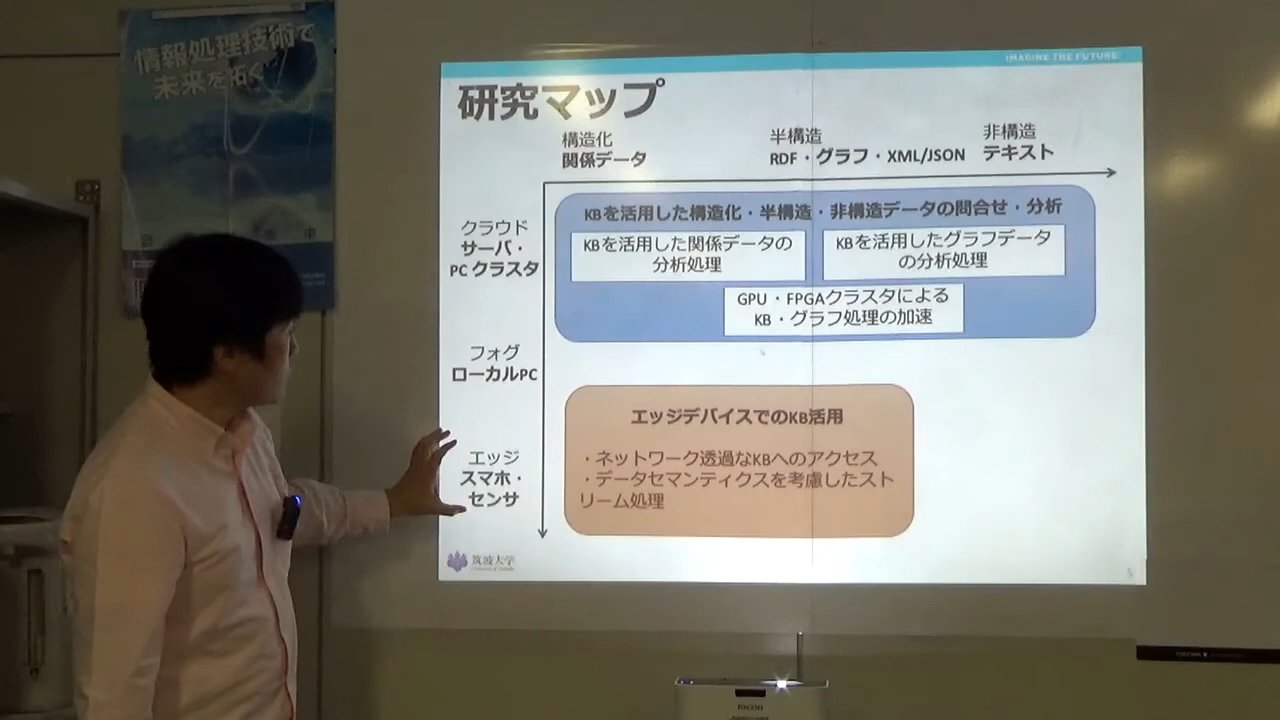 情報処理技術で
未来を拓く
IMAGINE THE FUTURE.
研究マップ
構造化
関係データ
半構造
RDF・グラフ・XML/JSON
非構造
テキスト
クラウド
サーバ・
PC クラスタ
KBを活用した構造化・半構造・非構造データの問合せ・分析
KBを活用した関係データの
分析処理
KBを活用したグラフデータ
の分析処理
GPU・FPGAクラスタによる
KB・グラフ処理の加速
フォグ
ローカルPC
エッジ
スマホ・
センサ
エッジデバイスでのKB活用
・ネットワーク透過なKBへのアクセス
・データセマンティクスを考慮したスト
リーム処理
筑波大学
5
RICOH